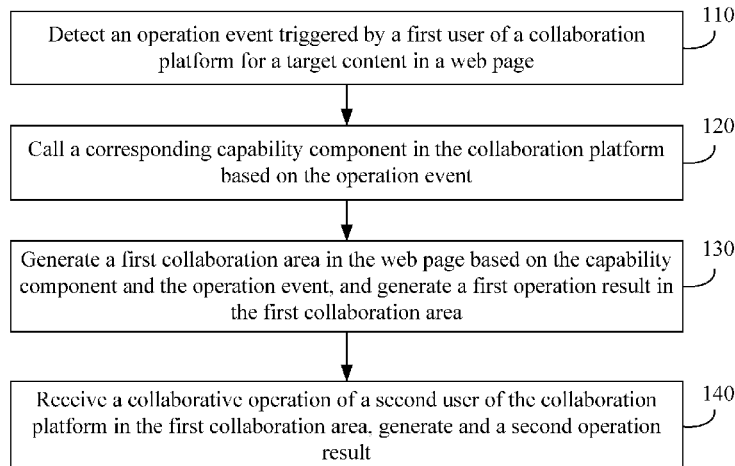 110
Detect an operation event triggered by a first user of a collaboration
platform for a target content in a web page
120
Call a corresponding capability component in the collaboration platform
based on the operation event
130
Generate a first collaboration area in the web page based on the capability
component and the operation event, and generate a first operation result in
the first collaboration area
140
Receive a collaborative operation of a second user of the collaboration
platform in the first collaboration area, generate and a second operation
result